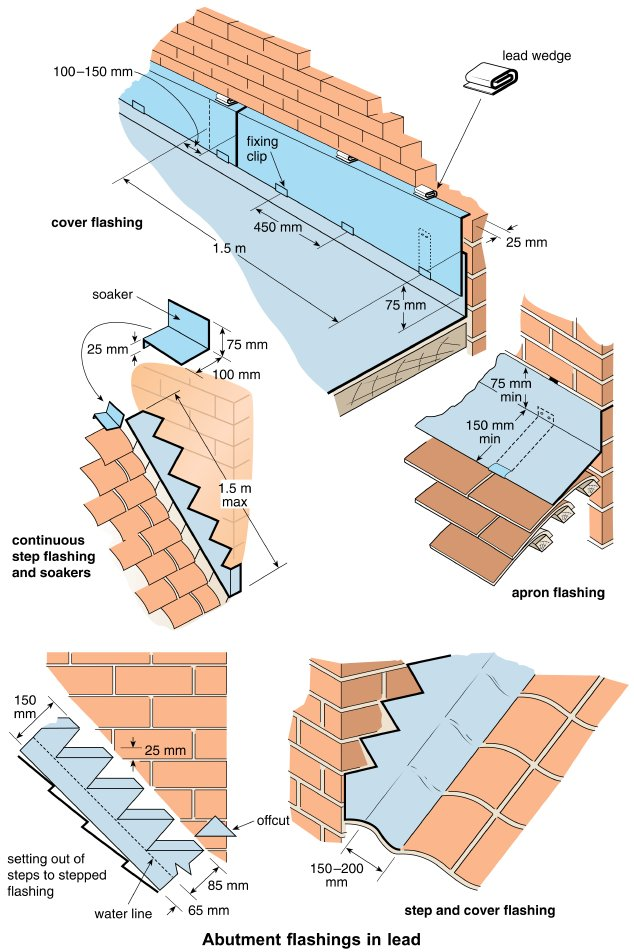 lead wedge
100–150 mm
fixing
clip
cover flashing
450 mm
1.5 m
25 mm
75 mm
soaker
25 mm
75 mm
100 mm
75 mm
min
150 mm
min
1.5 m
max
continuous
step flashing
and soakers
apron flashing
150
mm
25 mm
offcut
setting out of
steps to stepped
flashing
85 mm
water line
65 mm
150–200
mm
step and cover flashing
Abutment flashings in lead